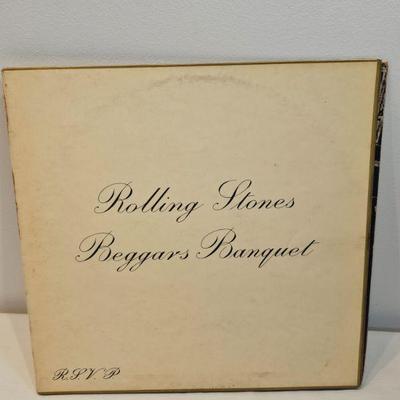 Rolling Stones
Beggars Banquet
R.S.V.P